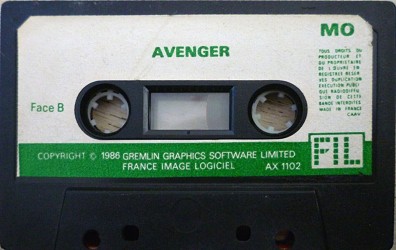 MO
AVENGER
TOUS DROITS DU
PRODUCTEUR ET
DU PROPRIETAIRE
DE L'ŒUVRE EN
REGISTREE RESER
VES DUPLICATION
EXECUTION PUBLI
QUE RADIODIFFU
SION DE CETTE
BANDE INTERDITES
MADE IN FRANCE
Face B
COPYRIGHT © 1986 GREMLIN GRAPHICS SOFTWARE LIMITED
FRANCE IMAGE LOGICIEL AX 1102
FIL